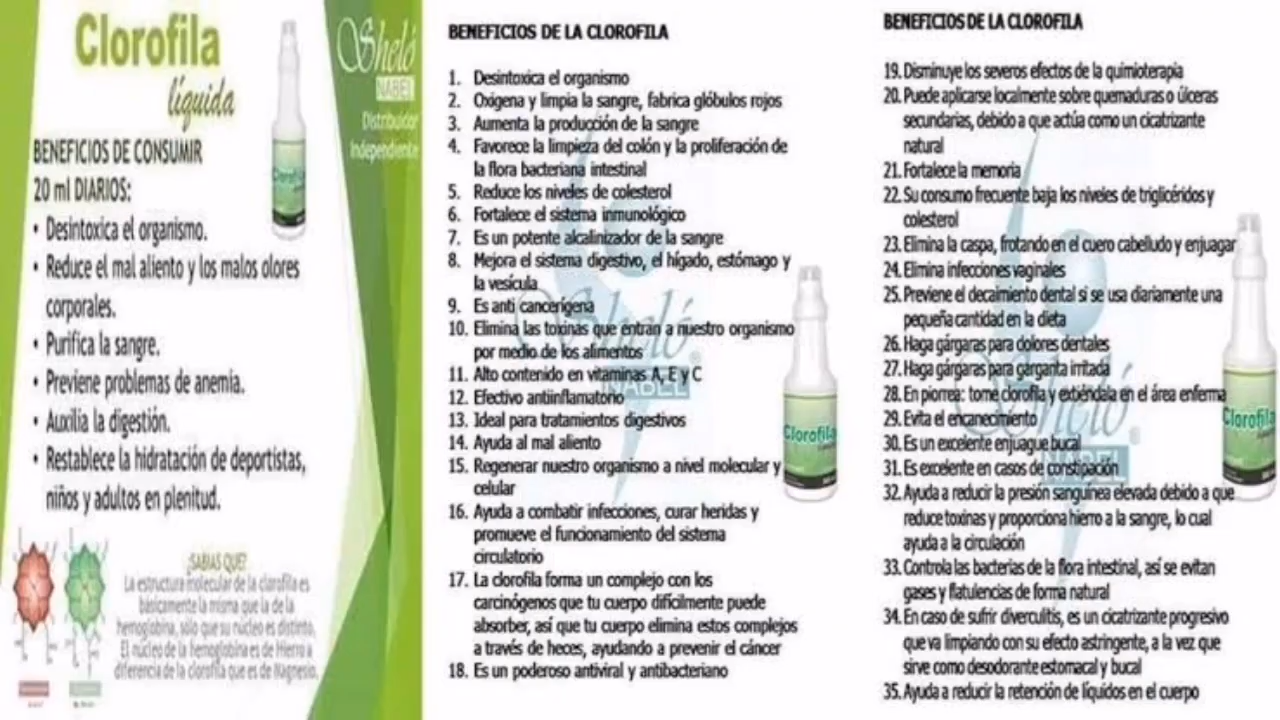 Clorofila
líquida
Sheló
NABEL
Distribuidor
Independiente
BENEFICIOS DE CONSUMIR
20 ml DIARIOS:
• Desintoxica el organismo.
• Reduce el mal aliento y los malos olores
corporales.
• Purifica la sangre.
• Previene problemas de anemia.
• Auxilia la digestión.
• Restablece la hidratación de deportistas,
niños y adultos en plenitud.
¿SABIAS QUE?
La estructura molecular de la clorofila es
básicamente la misma que la de la
hemoglobina, sólo que su núcleo es distinto.
El núcleo de la hemoglobina es de Hierro a
diferencia de la clorofila que es de Magnesio.
BENEFICIOS DE LA CLOROFILA
1. Desintoxica el organismo
2. Oxigena y limpia la sangre, fabrica glóbulos rojos
3. Aumenta la producción de la sangre
4. Favorece la limpieza del colón y la proliferación de
la flora bacteriana intestinal
5. Reduce los niveles de colesterol
6. Fortalece el sistema inmunológico
7. Es un potente alcalinizador de la sangre
8. Mejora el sistema digestivo, el hígado, estómago y
la vesícula
9. Es anti cancerígena
10. Elimina las toxinas que entran a nuestro organismo
por medio de los alimentos
11. Alto contenido en vitaminas A, E y C
12. Efectivo antiinflamatorio
13. Ideal para tratamientos digestivos
14. Ayuda al mal aliento
15. Regenerar nuestro organismo a nivel molecular y
celular
16. Ayuda a combatir infecciones, curar heridas y
promueve el funcionamiento del sistema
circulatorio
17. La clorofila forma un complejo con los
carcinógenos que tu cuerpo difícilmente puede
absorber, así que tu cuerpo elimina estos complejos
a través de heces, ayudando a prevenir el cáncer
18. Es un poderoso antiviral y antibacteriano
Sheló
NABEL
Clorofila
BENEFICIOS DE LA CLOROFILA
19. Disminuye los severos efectos de la quimioterapia
20. Puede aplicarse localmente sobre quemaduras o úlceras
secundarias, debido a que actúa como un cicatrizante
natural
21. Fortalece la memoria
22. Su consumo frecuente baja los niveles de triglicéridos y
colesterol
23. Elimina la caspa, frotando en el cuero cabelludo y enjuagar
24. Elimina infecciones vaginales
25. Previene el decaimiento dental si se usa diariamente una
pequeña cantidad en la dieta
26. Haga gárgaras para dolores dentales
27. Haga gárgaras para garganta irritada
28. En piorrea: tome clorofila y extiéndala en el área enferma
29. Evita el encanecimiento
30. Es un excelente enjuague bucal
31. Es excelente en casos de constipación
32. Ayuda a reducir la presión sanguínea elevada debido a que
reduce toxinas y proporciona hierro a la sangre, lo cual
ayuda a la circulación
33. Controla las bacterias de la flora intestinal, así se evitan
gases y flatulencias de forma natural
34. En caso de sufrir diverculitis, es un cicatrizante progresivo
que va limpiando con su efecto astringente, a la vez que
sirve como desodorante estomacal y bucal
35. Ayuda a reducir la retención de líquidos en el cuerpo
Sheló
NABEL
Clorofila